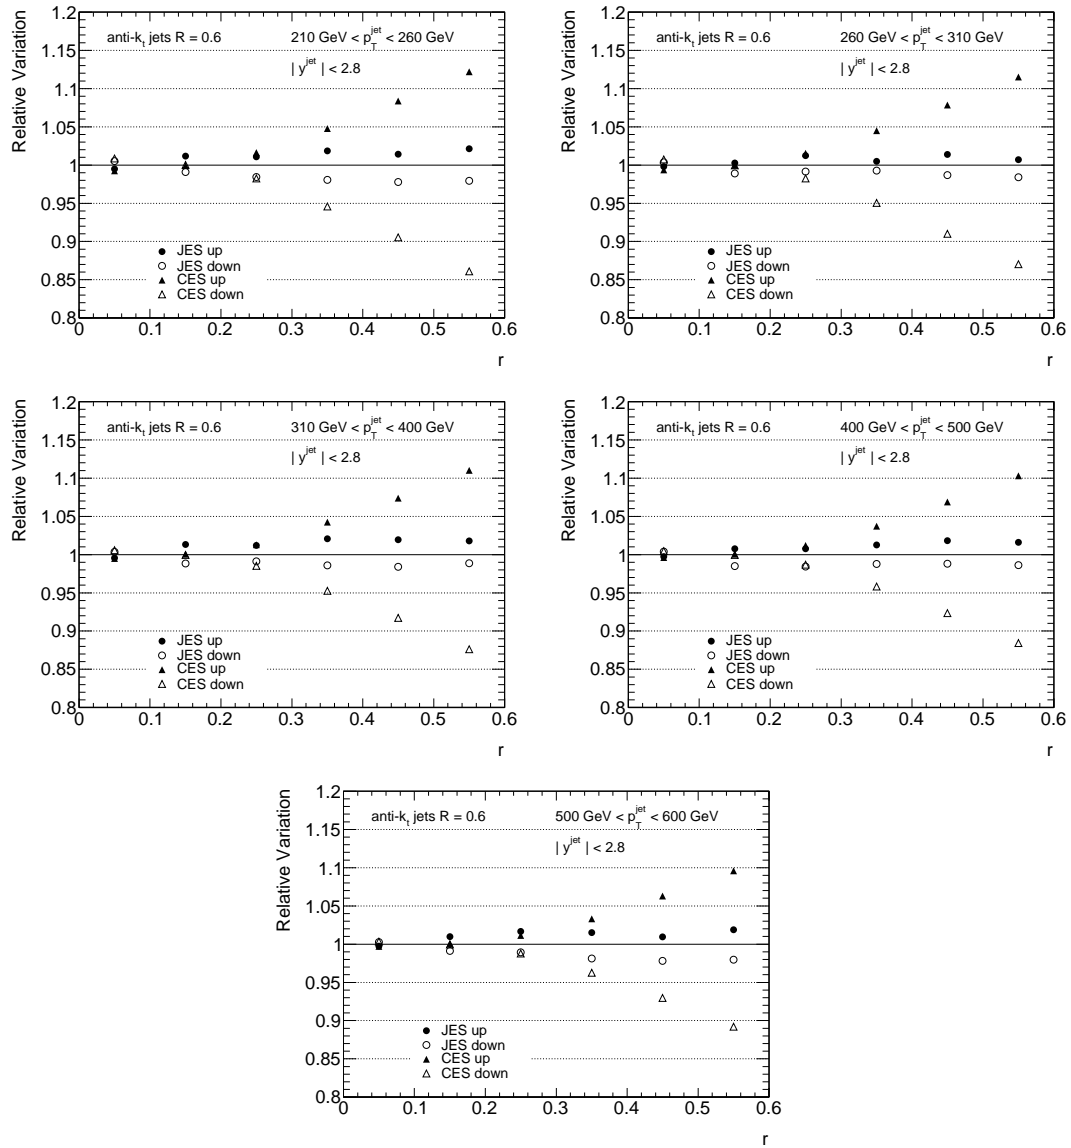 Relative Variation
1.2
1.15
1.1
1.05
1
0.95
0.9
0.85
0.8
anti-k_t jets R = 0.6 210 GeV < p_T^jet < 260 GeV
| y^jet | < 2.8
JES up
JES down
CES up
CES down
0 0.1 0.2 0.3 0.4 0.5 0.6
r
Relative Variation
1.2
1.15
1.1
1.05
1
0.95
0.9
0.85
0.8
anti-k_t jets R = 0.6 260 GeV < p_T^jet < 310 GeV
| y^jet | < 2.8
JES up
JES down
CES up
CES down
0 0.1 0.2 0.3 0.4 0.5 0.6
r
Relative Variation
1.2
1.15
1.1
1.05
1
0.95
0.9
0.85
0.8
anti-k_t jets R = 0.6 310 GeV < p_T^jet < 400 GeV
| y^jet | < 2.8
JES up
JES down
CES up
CES down
0 0.1 0.2 0.3 0.4 0.5 0.6
r
Relative Variation
1.2
1.15
1.1
1.05
1
0.95
0.9
0.85
0.8
anti-k_t jets R = 0.6 400 GeV < p_T^jet < 500 GeV
| y^jet | < 2.8
JES up
JES down
CES up
CES down
0 0.1 0.2 0.3 0.4 0.5 0.6
r
Relative Variation
1.2
1.15
1.1
1.05
1
0.95
0.9
0.85
0.8
anti-k_t jets R = 0.6 500 GeV < p_T^jet < 600 GeV
| y^jet | < 2.8
JES up
JES down
CES up
CES down
0 0.1 0.2 0.3 0.4 0.5 0.6
r